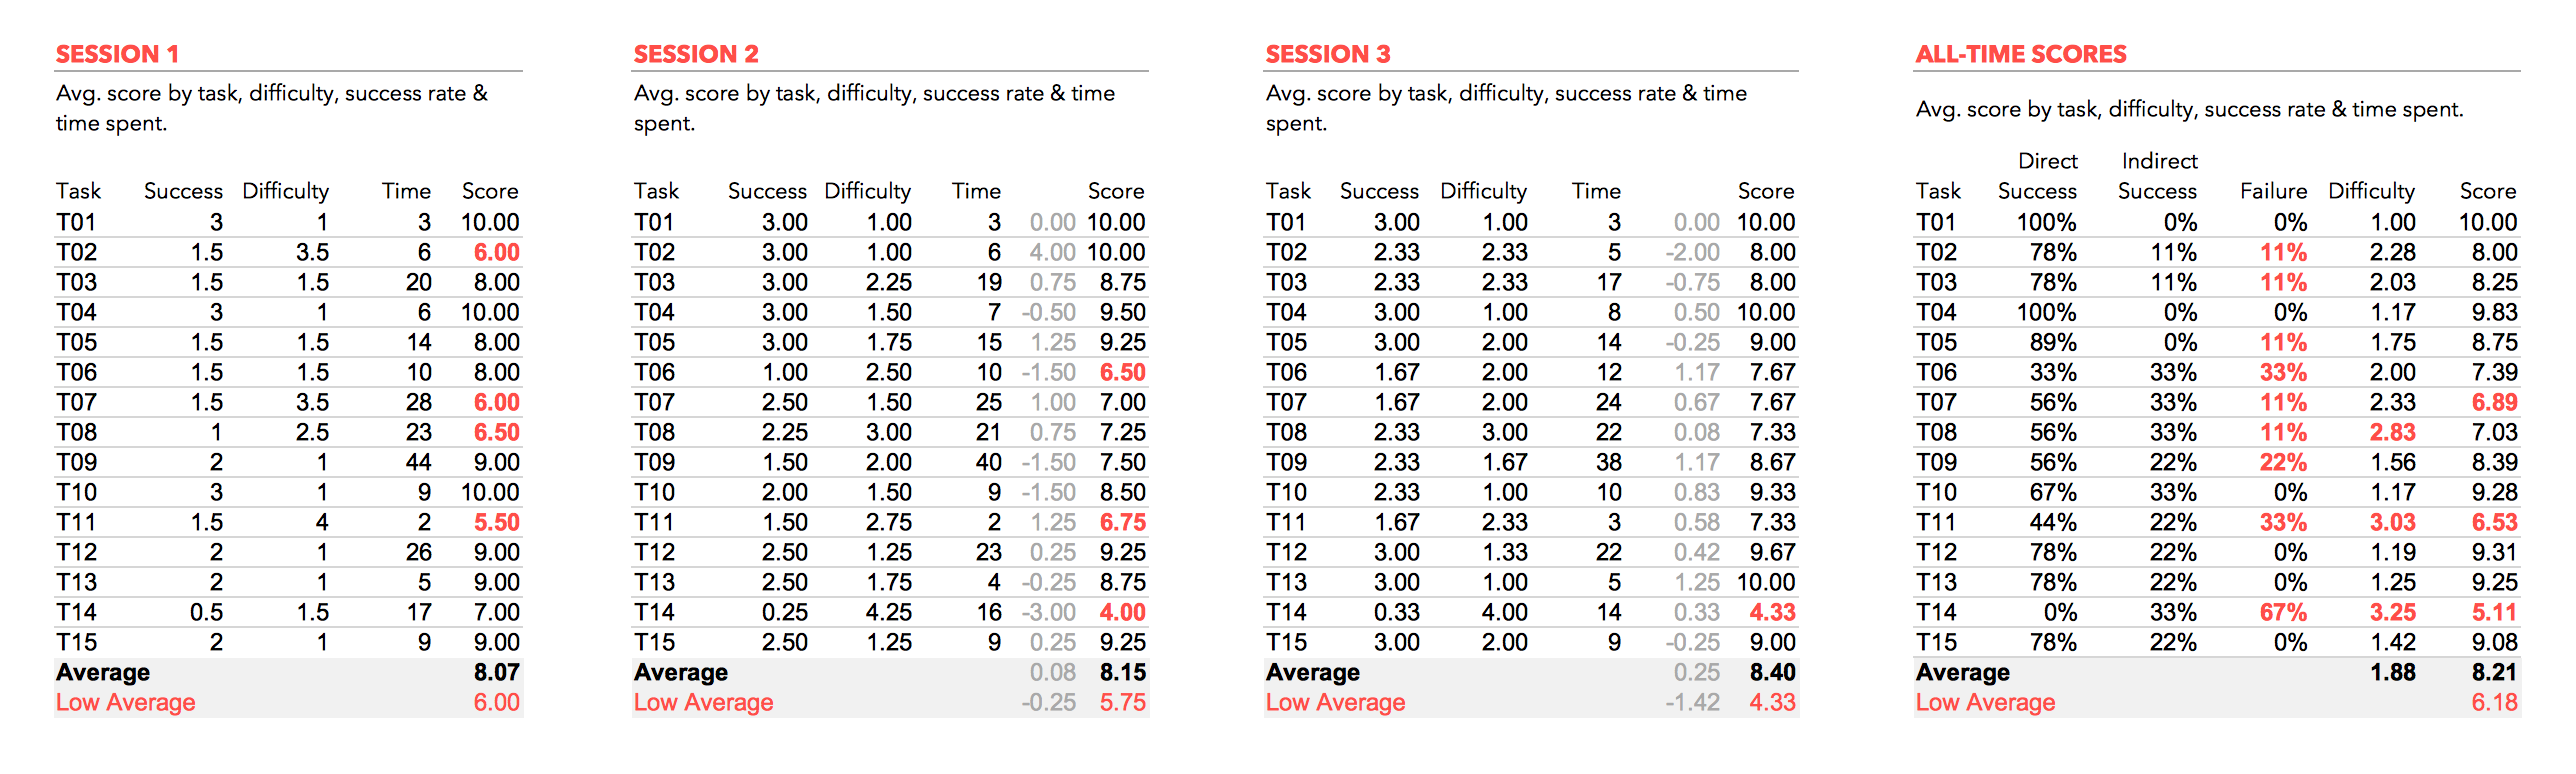 SESSION 1
Avg. score by task, difficulty, success rate &
time spent.
Task Success Difficulty Time Score
T01 3 1 3 10.00
T02 1.5 3.5 6 6.00
T03 1.5 1.5 20 8.00
T04 3 1 6 10.00
T05 1.5 1.5 14 8.00
T06 1.5 1.5 10 8.00
T07 1.5 3.5 28 6.00
T08 1 2.5 23 6.50
T09 2 1 44 9.00
T10 3 1 9 10.00
T11 1.5 4 2 5.50
T12 2 1 26 9.00
T13 2 1 5 9.00
T14 0.5 1.5 17 7.00
T15 2 1 9 9.00
Average 8.07
Low Average 6.00
SESSION 2
Avg. score by task, difficulty, success rate & time
spent.
Task Success Difficulty Time Score
T01 3.00 1.00 3 0.00 10.00
T02 3.00 1.00 6 4.00 10.00
T03 3.00 2.25 19 0.75 8.75
T04 3.00 1.50 7 -0.50 9.50
T05 3.00 1.75 15 1.25 9.25
T06 1.00 2.50 10 -1.50 6.50
T07 2.50 1.50 25 1.00 7.00
T08 2.25 3.00 21 0.75 7.25
T09 1.50 2.00 40 -1.50 7.50
T10 2.00 1.50 9 -1.50 8.50
T11 1.50 2.75 2 1.25 6.75
T12 2.50 1.25 23 0.25 9.25
T13 2.50 1.75 4 -0.25 8.75
T14 0.25 4.25 16 -3.00 4.00
T15 2.50 1.25 9 0.25 9.25
Average 0.08 8.15
Low Average -0.25 5.75
SESSION 3
Avg. score by task, difficulty, success rate & time
spent.
Task Success Difficulty Time Score
T01 3.00 1.00 3 0.00 10.00
T02 2.33 2.33 5 -2.00 8.00
T03 2.33 2.33 17 -0.75 8.00
T04 3.00 1.00 8 0.50 10.00
T05 3.00 2.00 14 -0.25 9.00
T06 1.67 2.00 12 1.17 7.67
T07 1.67 2.00 24 0.67 7.67
T08 2.33 3.00 22 0.08 7.33
T09 2.33 1.67 38 1.17 8.67
T10 2.33 1.00 10 0.83 9.33
T11 1.67 2.33 3 0.58 7.33
T12 3.00 1.33 22 0.42 9.67
T13 3.00 1.00 5 1.25 10.00
T14 0.33 4.00 14 0.33 4.33
T15 3.00 2.00 9 -0.25 9.00
Average 0.25 8.40
Low Average -1.42 4.33
ALL-TIME SCORES
Avg. score by task, difficulty, success rate & time spent.
Direct Indirect
Task Success Success Failure Difficulty Score
T01 100% 0% 0% 1.00 10.00
T02 78% 11% 11% 2.28 8.00
T03 78% 11% 11% 2.03 8.25
T04 100% 0% 0% 1.17 9.83
T05 89% 0% 11% 1.75 8.75
T06 33% 33% 33% 2.00 7.39
T07 56% 33% 11% 2.33 6.89
T08 56% 33% 11% 2.83 7.03
T09 56% 22% 22% 1.56 8.39
T10 67% 33% 0% 1.17 9.28
T11 44% 22% 33% 3.03 6.53
T12 78% 22% 0% 1.19 9.31
T13 78% 22% 0% 1.25 9.25
T14 0% 33% 67% 3.25 5.11
T15 78% 22% 0% 1.42 9.08
Average 1.88 8.21
Low Average 6.18